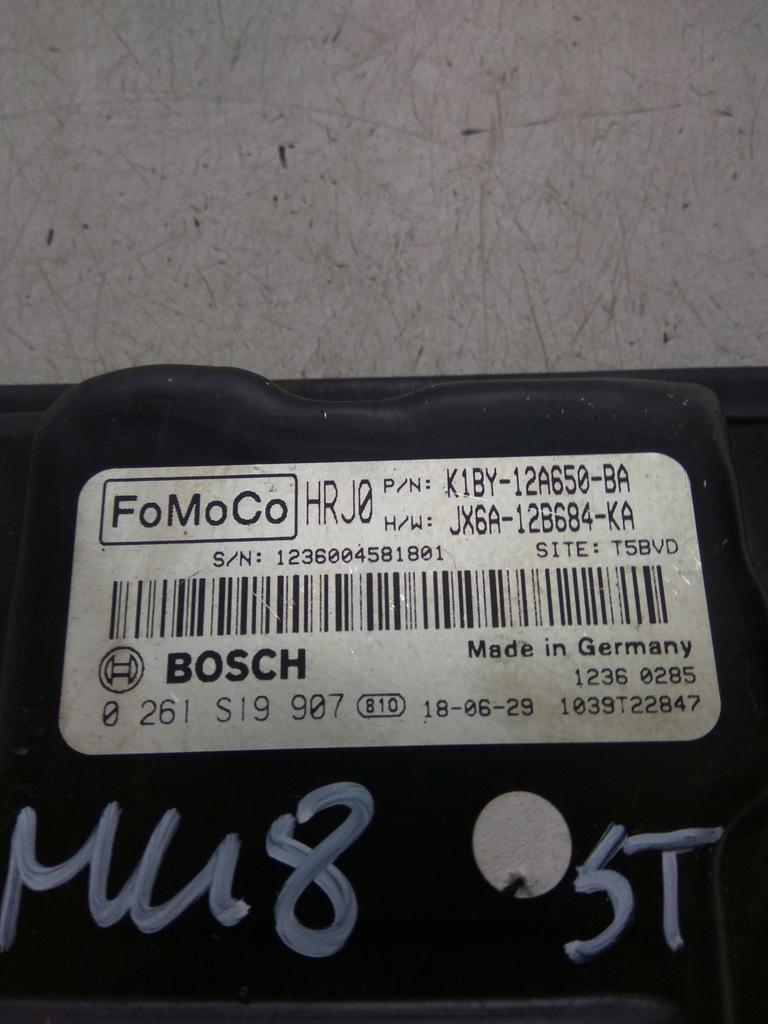 FoMoCo HRJ0 P/N: K1BY-12A650-BA
H/W: JX6A-12B684-KA
S/N: 1236004581801 SITE: T5BVD
BOSCH Made in Germany
1236 0285
0 261 S19 907 810 18-06-29 1039T22847
MU8 ST